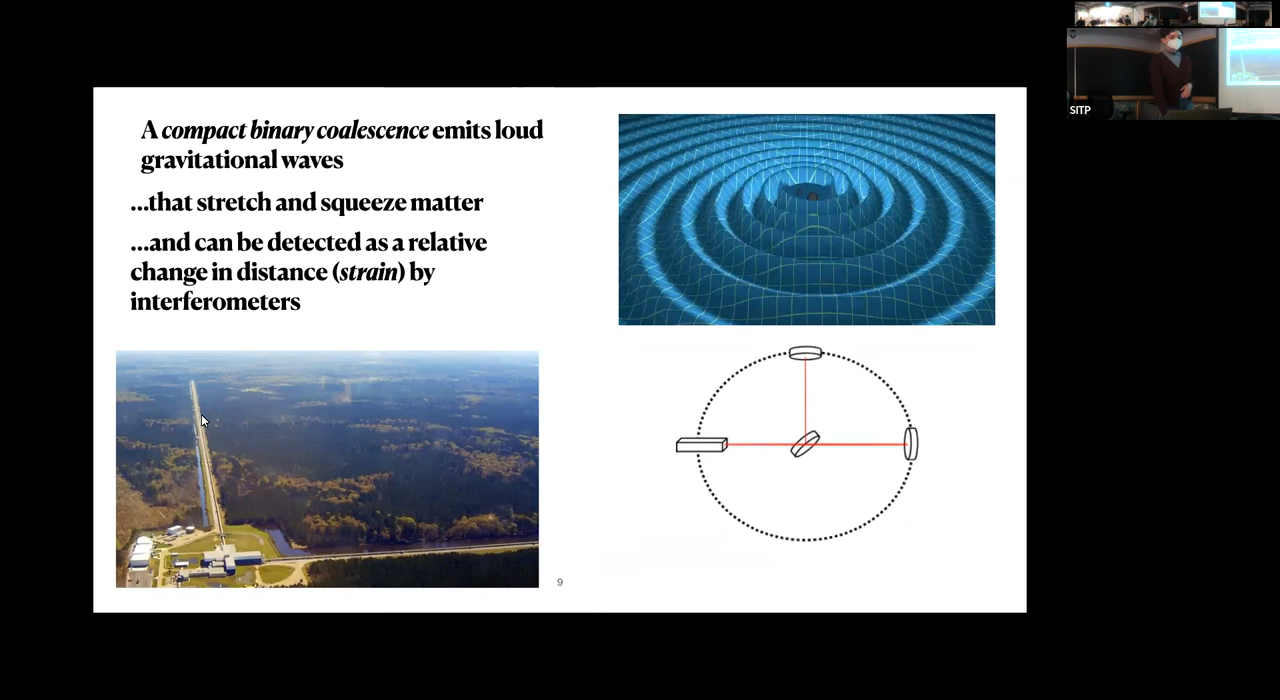 A compact binary coalescence emits loud
gravitational waves
...that stretch and squeeze matter
...and can be detected as a relative
change in distance (strain) by
interferometers
9
SITP